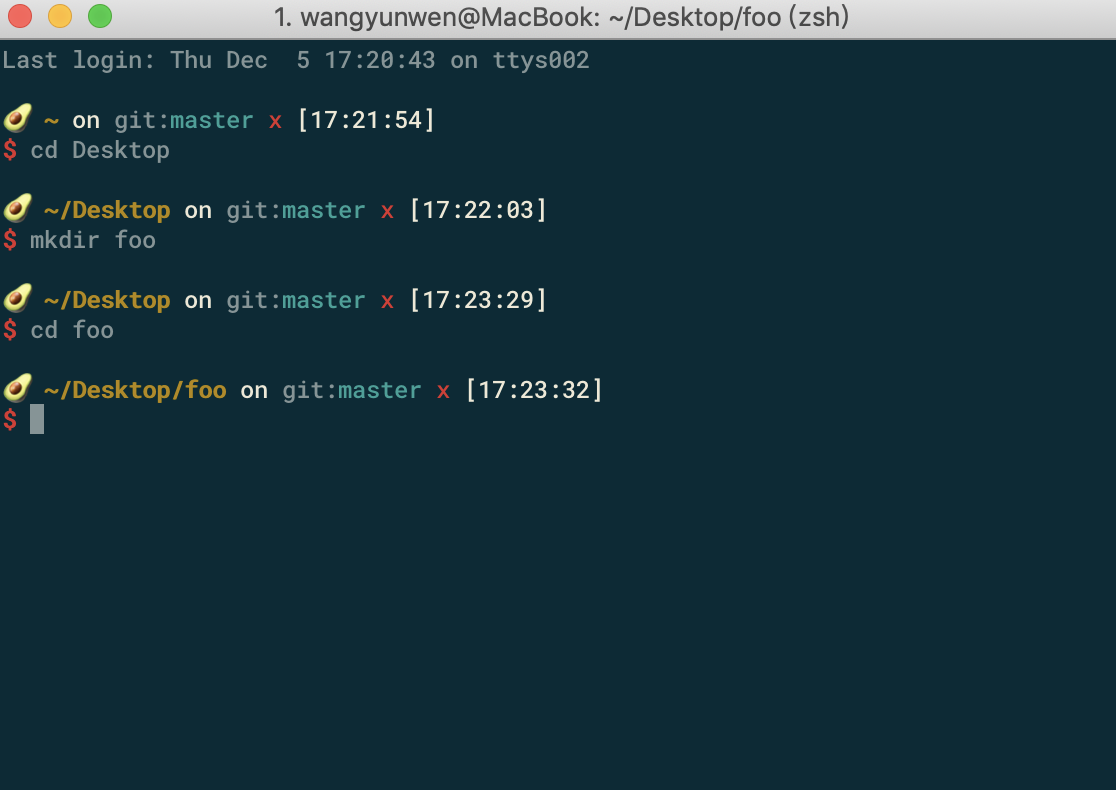 1. wangyunwen@MacBook: ~/Desktop/foo (zsh)
Last login: Thu Dec  5 17:20:43 on ttys002
🥑 ~ on git:master x [17:21:54]
$ cd Desktop
🥑 ~/Desktop on git:master x [17:22:03]
$ mkdir foo
🥑 ~/Desktop on git:master x [17:23:29]
$ cd foo
🥑 ~/Desktop/foo on git:master x [17:23:32]
$